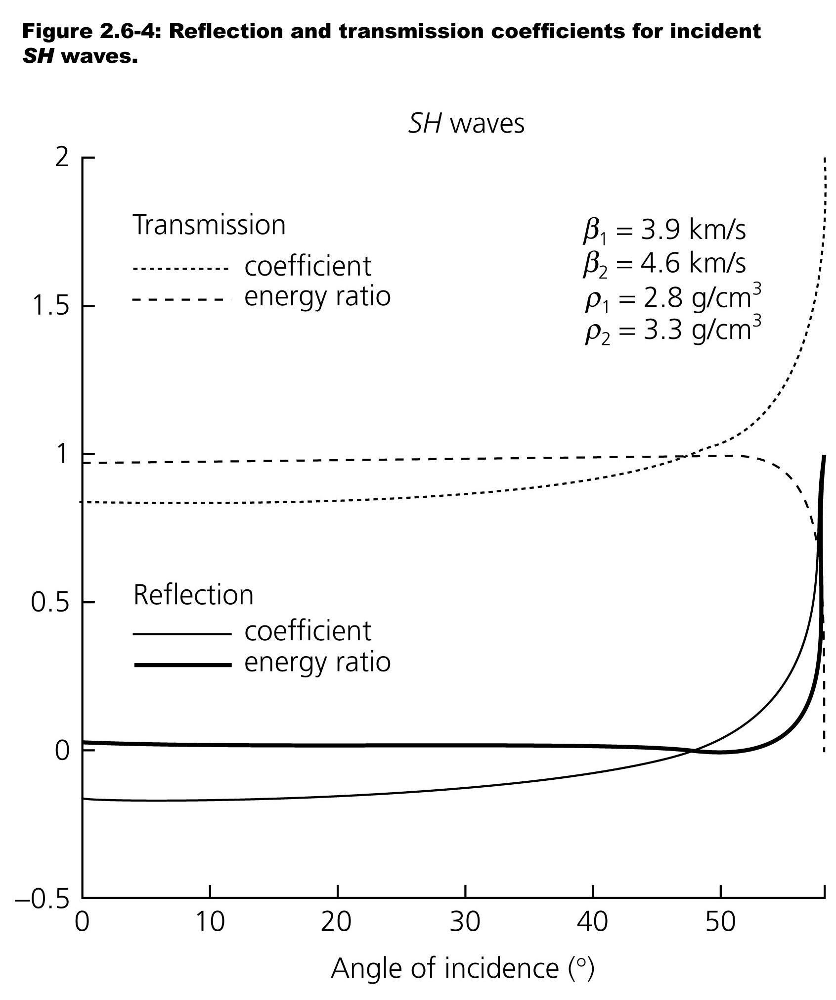 Figure 2.6-4: Reflection and transmission coefficients for incident
SH waves.
SH waves
2
Transmission
coefficient
energy ratio
β₁ = 3.9 km/s
β₂ = 4.6 km/s
ρ₁ = 2.8 g/cm³
ρ₂ = 3.3 g/cm³
1.5
1
0.5
Reflection
coefficient
energy ratio
0
–0.5
0 10 20 30 40 50
Angle of incidence (°)